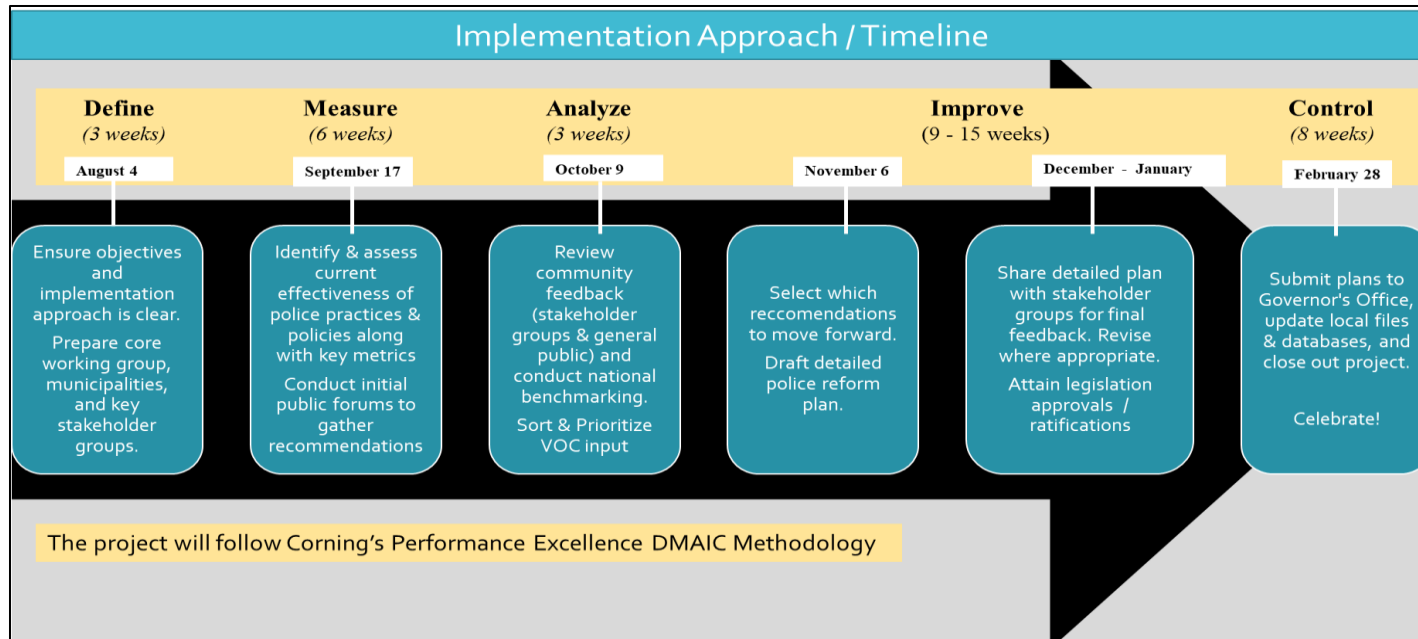 Implementation Approach / Timeline
Define
(3 weeks)
August 4
Measure
(6 weeks)
September 17
Analyze
(3 weeks)
October 9
Improve
(9 - 15 weeks)
November 6
December - January
Control
(8 weeks)
February 28
Ensure objectives
and
implementation
approach is clear.
Prepare core
working group,
municipalities,
and key
stakeholder
groups.
Identify & assess
current
effectiveness of
police practices &
policies along
with key metrics
Conduct initial
public forums to
gather
recommendations
Review
community
feedback
(stakeholder
groups & general
public) and
conduct national
benchmarking.
Sort & Prioritize
VOC input
Select which
reccomendations
to move forward.
Draft detailed
police reform
plan.
Share detailed plan
with stakeholder
groups for final
feedback. Revise
where appropriate.
Attain legislation
approvals /
ratifications
Submit plans to
Governor's Office,
update local files
& databases, and
close out project.
Celebrate!
The project will follow Corning's Performance Excellence DMAIC Methodology